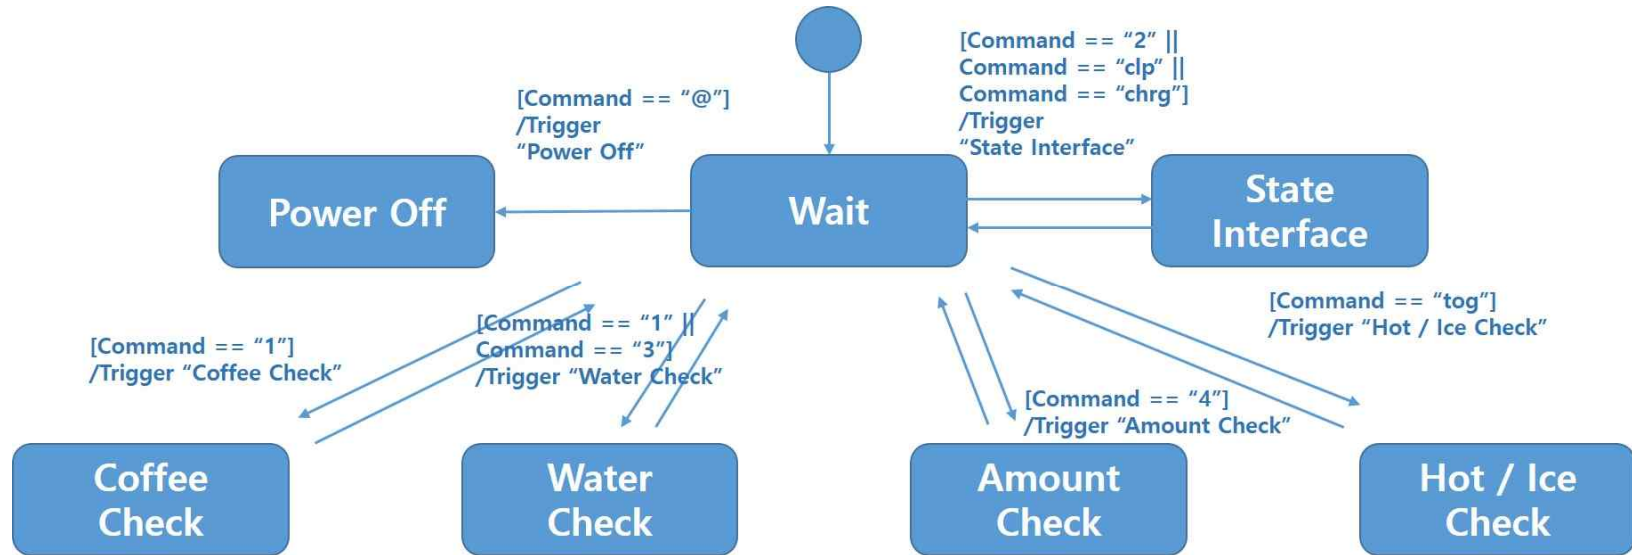 [Command == “2” ||
Command == “clp” ||
Command == “chrg”]
/Trigger
“State Interface”
[Command == “@”]
/Trigger
“Power Off”
Power Off
Wait
State
Interface
[Command == “1”]
/Trigger “Coffee Check”
[Command == “1” ||
Command == “3”]
/Trigger “Water Check”
[Command == “4”]
/Trigger “Amount Check”
[Command == “tog”]
/Trigger “Hot / Ice Check”
Coffee
Check
Water
Check
Amount
Check
Hot / Ice
Check